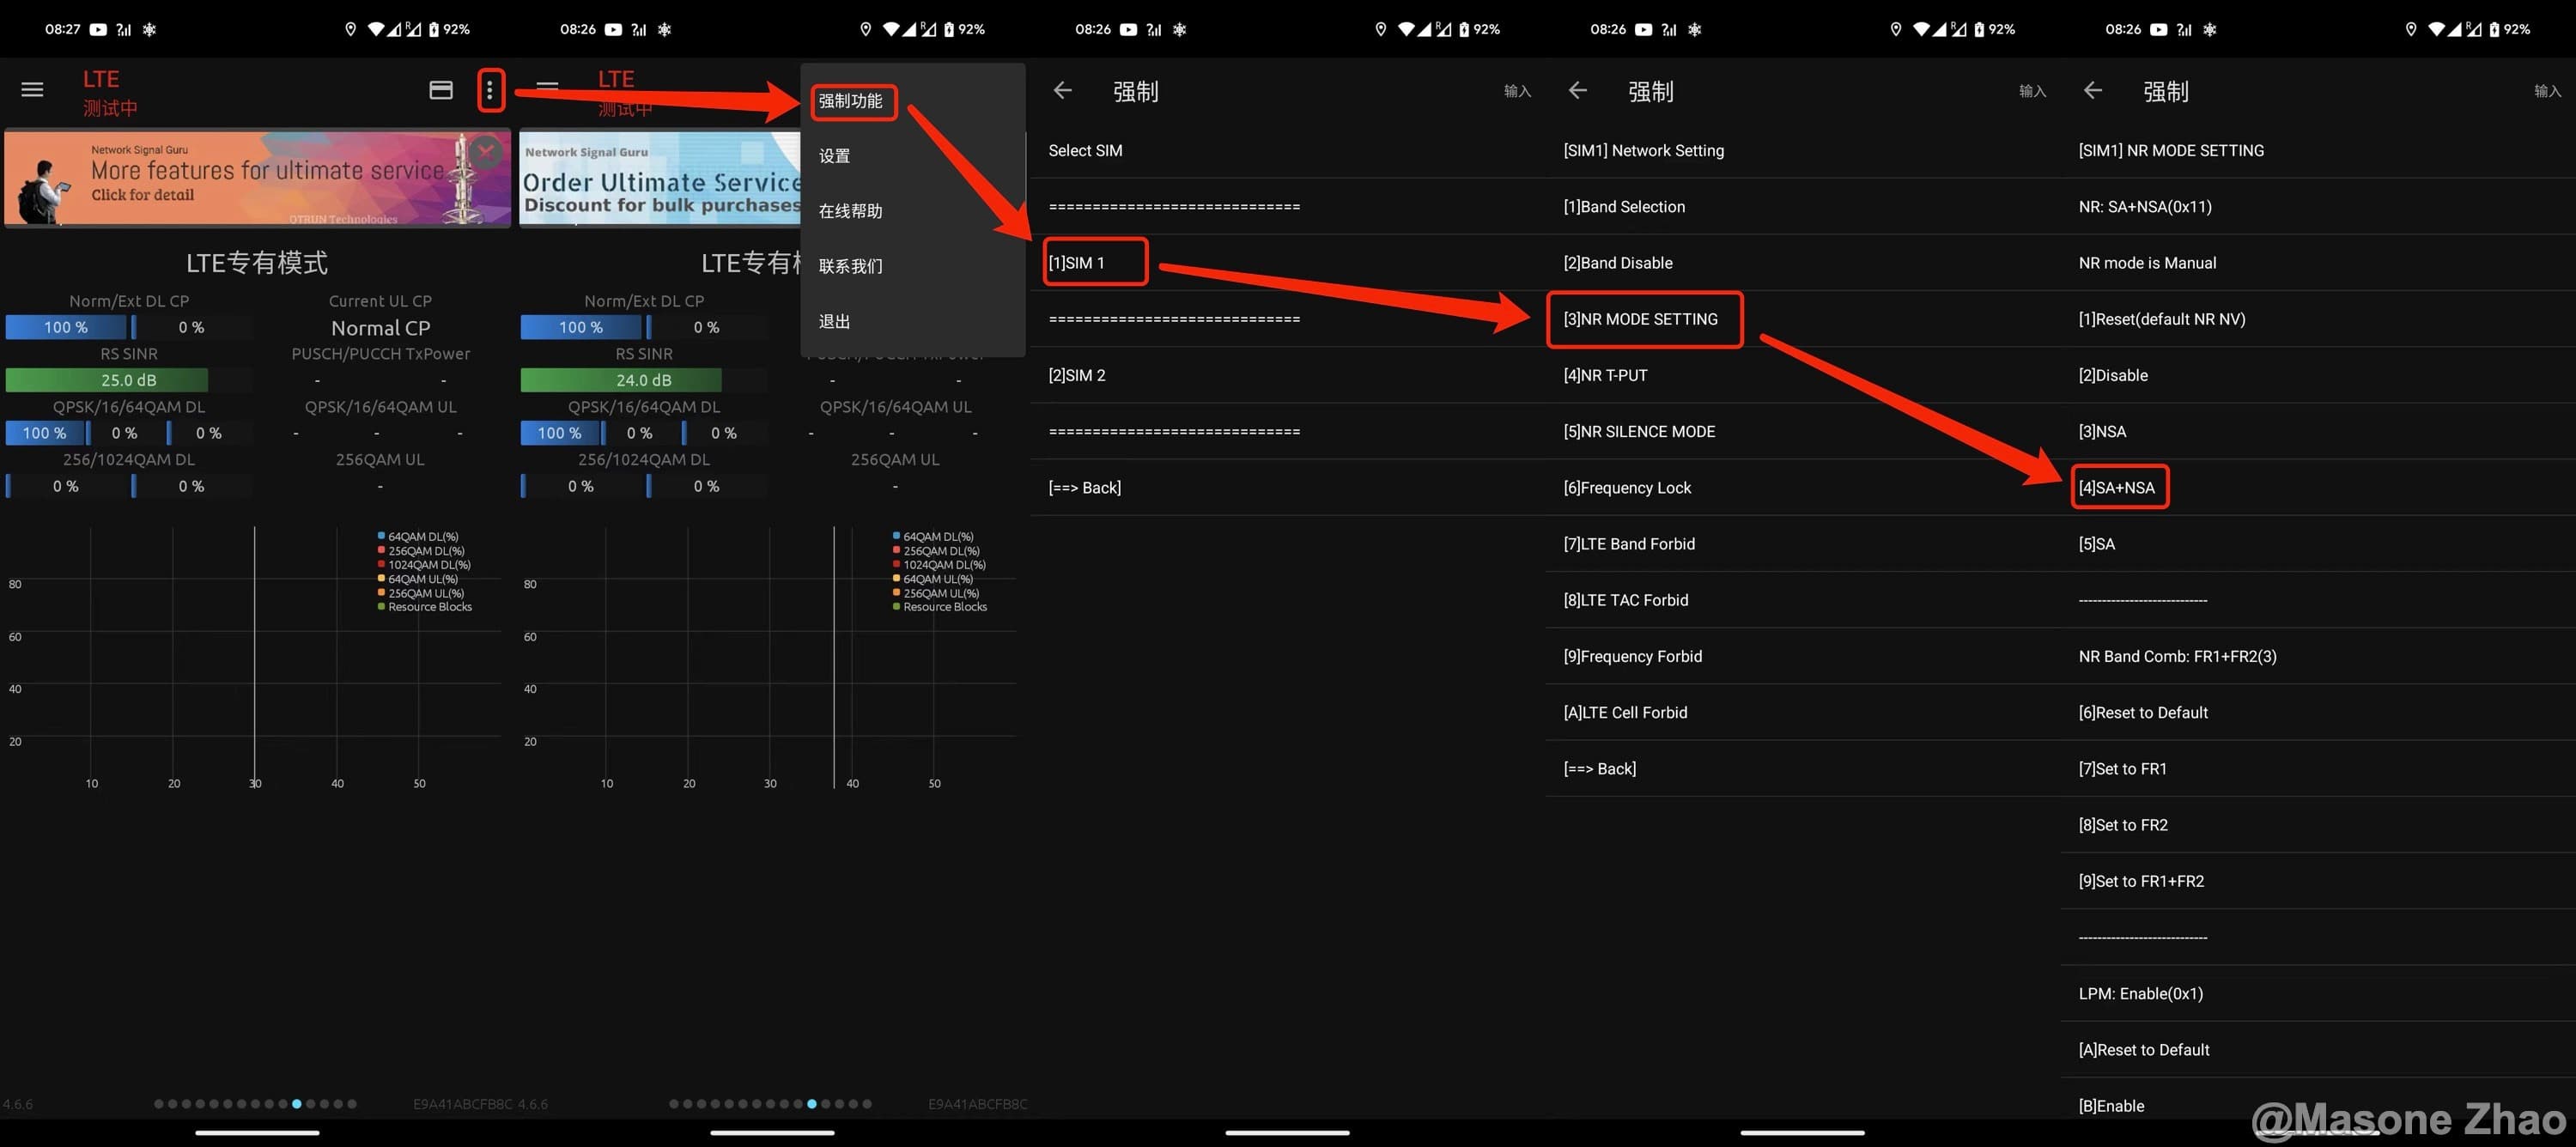 08:27
92%
LTE
测试中
Network Signal Guru
More features for ultimate service
Click for detail
QTRUN Technologies
LTE专有模式
Norm/Ext DL CP
Current UL CP
100 %
0 %
Normal CP
RS SINR
PUSCH/PUCCH TxPower
25.0 dB
-
-
QPSK/16/64QAM DL
QPSK/16/64QAM UL
100 %
0 %
0 %
-
-
-
256/1024QAM DL
256QAM UL
0 %
0 %
-
64QAM DL(%)
256QAM DL(%)
1024QAM DL(%)
64QAM UL(%)
256QAM UL(%)
Resource Blocks
80
60
40
20
10
20
30
40
50
4.6.6
E9A41ABCFB8C
08:26
92%
LTE
测试中
强制功能
设置
在线帮助
联系我们
退出
Network Signal Guru
Order Ultimate Service
Discount for bulk purchases
LTE专有
Norm/Ext DL CP
100 %
0 %
RS SINR
24.0 dB
-
-
QPSK/16/64QAM DL
QPSK/16/64QAM UL
100 %
0 %
0 %
-
-
-
256/1024QAM DL
256QAM UL
0 %
0 %
-
64QAM DL(%)
256QAM DL(%)
1024QAM DL(%)
64QAM UL(%)
256QAM UL(%)
Resource Blocks
80
60
40
20
10
20
30
40
50
4.6.6
E9A41ABCFB8C
08:26
92%
强制
输入
Select SIM
=============================
[1]SIM 1
=============================
[2]SIM 2
=============================
[==> Back]
08:26
92%
强制
输入
[SIM1] Network Setting
[1]Band Selection
[2]Band Disable
[3]NR MODE SETTING
[4]NR T-PUT
[5]NR SILENCE MODE
[6]Frequency Lock
[7]LTE Band Forbid
[8]LTE TAC Forbid
[9]Frequency Forbid
[A]LTE Cell Forbid
[==> Back]
08:26
92%
强制
输入
[SIM1] NR MODE SETTING
NR: SA+NSA(0x11)
NR mode is Manual
[1]Reset(default NR NV)
[2]Disable
[3]NSA
[4]SA+NSA
[5]SA
----------------------------
NR Band Comb: FR1+FR2(3)
[6]Reset to Default
[7]Set to FR1
[8]Set to FR2
[9]Set to FR1+FR2
----------------------------
LPM: Enable(0x1)
[A]Reset to Default
[B]Enable
@Masone Zhao